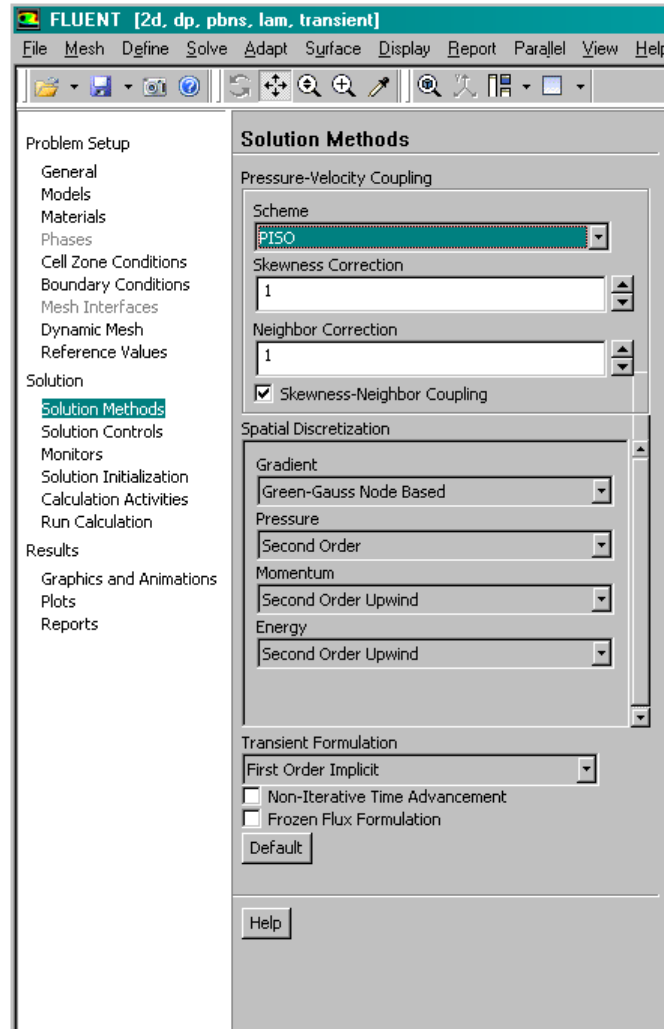 FLUENT [2d, dp, pbns, lam, transient]
File Mesh Define Solve Adapt Surface Display Report Parallel View Help
Problem Setup
General
Models
Materials
Phases
Cell Zone Conditions
Boundary Conditions
Mesh Interfaces
Dynamic Mesh
Reference Values
Solution
Solution Methods
Solution Controls
Monitors
Solution Initialization
Calculation Activities
Run Calculation
Results
Graphics and Animations
Plots
Reports
Solution Methods
Pressure-Velocity Coupling
Scheme
PISO
Skewness Correction
1
Neighbor Correction
1
Skewness-Neighbor Coupling
Spatial Discretization
Gradient
Green-Gauss Node Based
Pressure
Second Order
Momentum
Second Order Upwind
Energy
Second Order Upwind
Transient Formulation
First Order Implicit
Non-Iterative Time Advancement
Frozen Flux Formulation
Default
Help